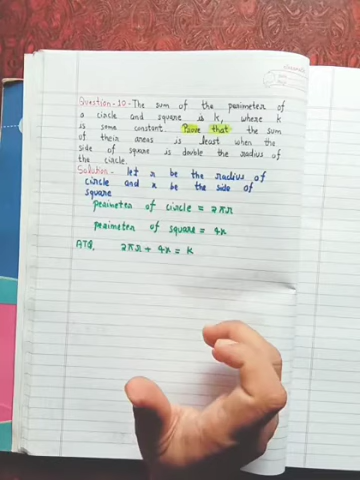 Question-10- The sum of the perimeter of
a circle and square is k, where k
is some constant. Prove that the sum
of their areas is least when the
side of square is double the radius of
the circle.
Solution- let r be the radius of
circle and x be the side of
square
perimeter of circle = 2πr
perimeter of square = 4x
ATQ, 2πr + 4x = k